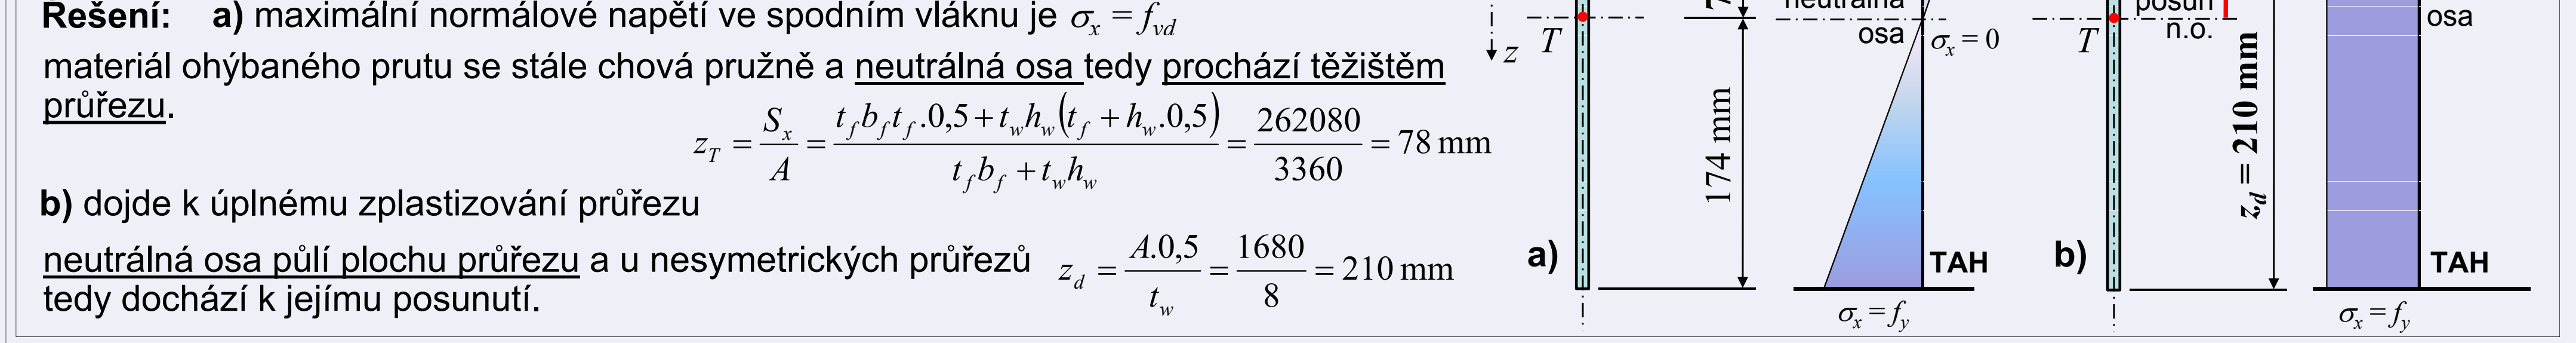 Řešení: a) maximální normálové napětí ve spodním vláknu je σx = fvd
materiál ohýbaného prutu se stále chová pružně a neutrálná osa tedy prochází těžištěm
průřezu.
zT = Sx / A = (tf bf tf .0,5 + tw hw (tf + hw .0,5)) / (tf bf + tw hw) = 262080 / 3360 = 78 mm
b) dojde k úplnému zplastizování průřezu
neutrálná osa půlí plochu průřezu a u nesymetrických průřezů zd = A.0,5 / tw = 1680 / 8 = 210 mm
tedy dochází k jejímu posunutí.
z
T
174 mm
neutrálna
osa
σx = 0
a)
TAH
σx = fy
posun
n.o.
T
zd = 210 mm
osa
b)
TAH
σx = fy